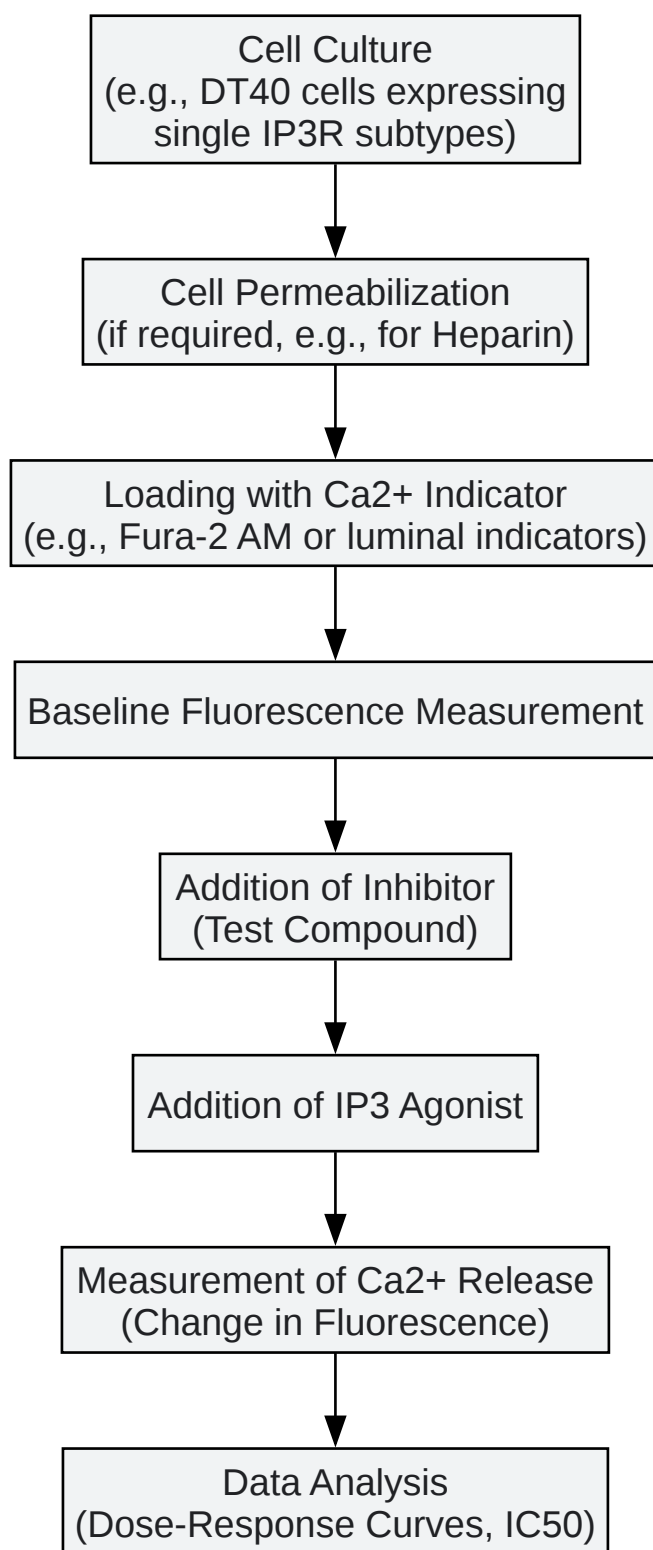 Cell Culture
(e.g., DT40 cells expressing
single IP3R subtypes)
Cell Permeabilization
(if required, e.g., for Heparin)
Loading with Ca2+ Indicator
(e.g., Fura-2 AM or luminal indicators)
Baseline Fluorescence Measurement
Addition of Inhibitor
(Test Compound)
Addition of IP3 Agonist
Measurement of Ca2+ Release
(Change in Fluorescence)
Data Analysis
(Dose-Response Curves, IC50)